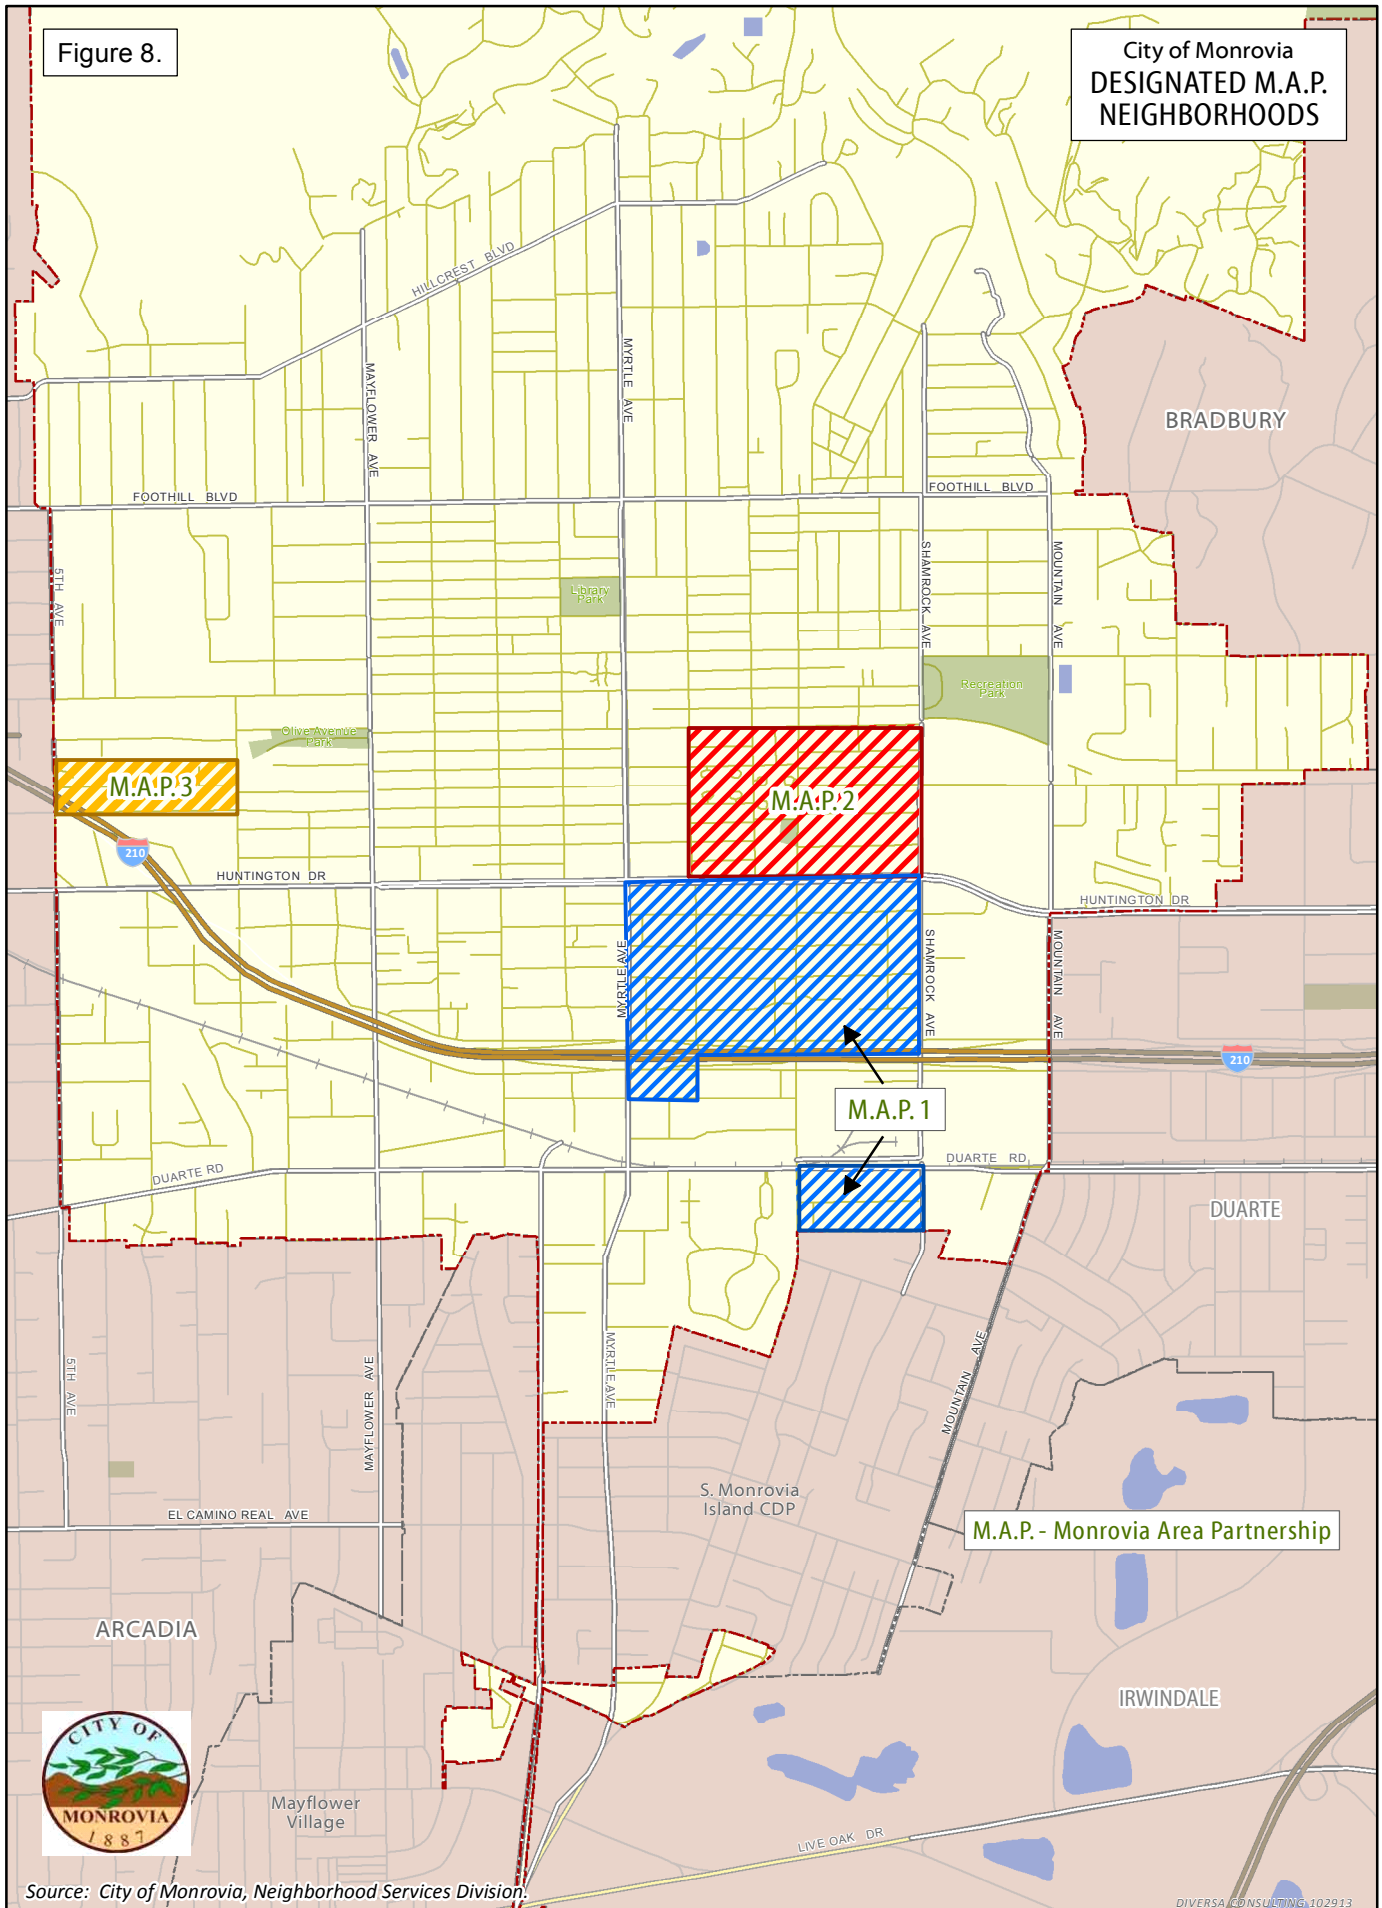 Figure 8.
City of Monrovia
DESIGNATED M.A.P.
NEIGHBORHOODS
HILLCREST BLVD
MAYFLOWER AVE
MYRTLE AVE
BRADBURY
FOOTHILL BLVD
FOOTHILL BLVD
5TH AVE
SHAMROCK AVE
MOUNTAIN AVE
Library
Park
Recreation
Park
Olive Avenue
Park
M.A.P. 3
M.A.P. 2
210
HUNTINGTON DR
HUNTINGTON DR
MYRTLE AVE
SHAMROCK AVE
MOUNTAIN AVE
210
M.A.P. 1
DUARTE RD
DUARTE RD
DUARTE
5TH AVE
MAYFLOWER AVE
MYRTLE AVE
MOUNTAIN AVE
S. Monrovia
Island CDP
EL CAMINO REAL AVE
M.A.P. - Monrovia Area Partnership
ARCADIA
IRWINDALE
CITY OF
MONROVIA
1887
Mayflower
Village
LIVE OAK DR
Source: City of Monrovia, Neighborhood Services Division.
DIVERSA CONSULTING 102913